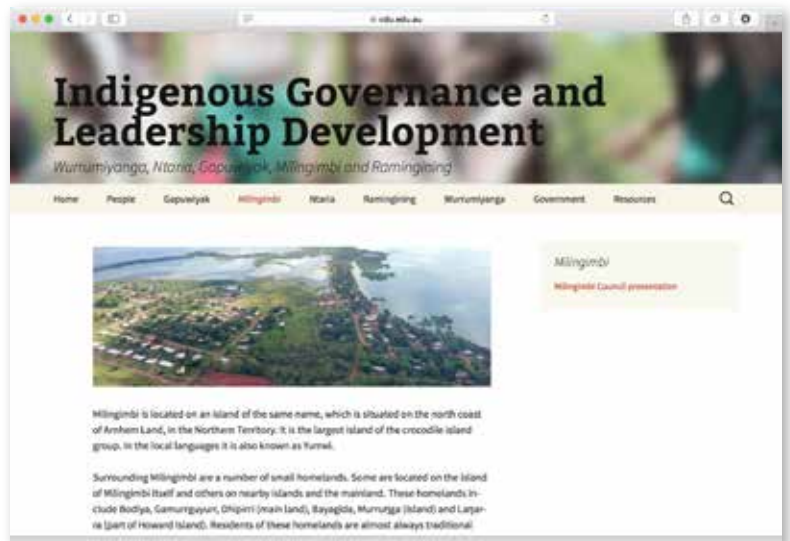 cdu.edu.au
Indigenous Governance and
Leadership Development
Wurrumiyanga, Ntaria, Gapuwiyak, Milingimbi and Ramingining
Home People Gapuwiyak Milingimbi Ntaria Ramingining Wurrumiyanga Government Resources
Milingimbi
Milingimbi Council presentation
Milingimbi is located on an island of the same name, which is situated on the north coast
of Arnhem Land, in the Northern Territory. It is the largest island of the crocodile island
group. In the local languages it is also known as Yurrwi.
Surrounding Milingimbi are a number of small homelands. Some are located on the island
of Milingimbi itself and others on nearby islands and the mainland. These homelands in-
clude Bodiya, Gamurrguyurr, Dhipirri (main land), Bayagida, Murruŋga (island) and
(part of Howard Island). Residents of these homelands are almost always traditional